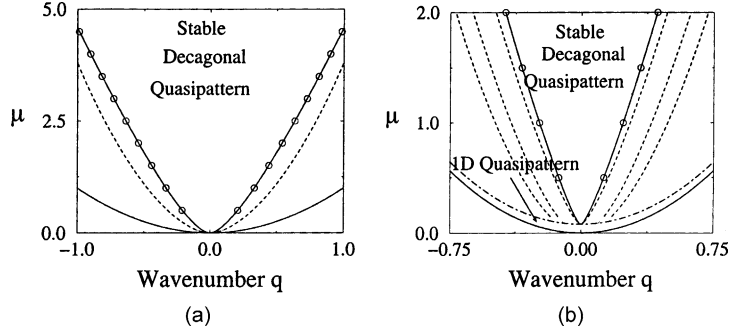 5.0
Stable
Decagonal
Quasipattern
2.5
μ
0.0
−1.0
0.0
1.0
Wavenumber q
(a)
2.0
Stable
Decagonal
Quasipattern
μ
1.0
1D Quasipattern
0.0
−0.75
0.00
0.75
Wavenumber q
(b)